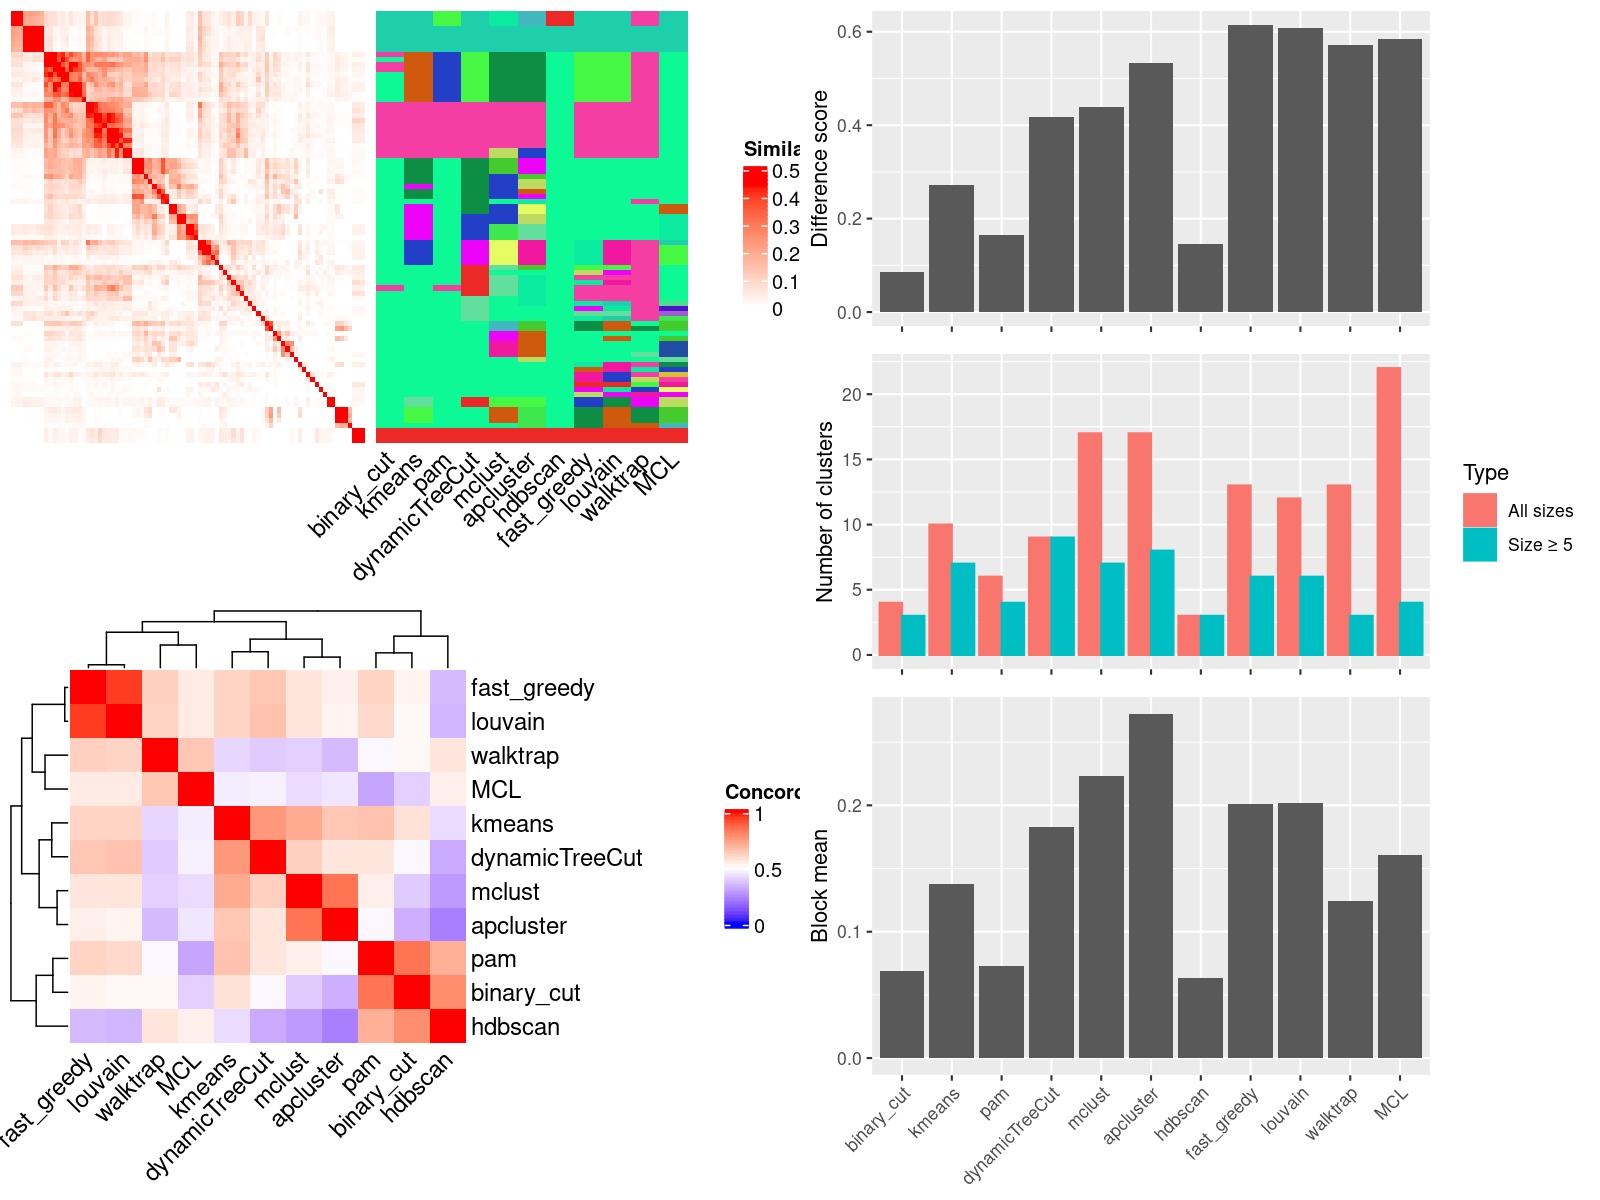 Simila
0.5
0.4
0.3
0.2
0.1
0
binary_cut
kmeans
pam
dynamicTreeCut
mclust
apcluster
hdbscan
fast_greedy
louvain
walktrap
MCL
fast_greedy
louvain
walktrap
MCL
kmeans
dynamicTreeCut
mclust
apcluster
pam
binary_cut
hdbscan
Concord
1
0.5
0
fast_greedy
louvain
walktrap
MCL
kmeans
dynamicTreeCut
mclust
apcluster
pam
binary_cut
hdbscan
Difference score
0.6
0.4
0.2
0.0
Number of clusters
20
15
10
5
0
Type
All sizes
Size ≥ 5
Block mean
0.2
0.1
0.0
binary_cut
kmeans
pam
dynamicTreeCut
mclust
apcluster
hdbscan
fast_greedy
louvain
walktrap
MCL